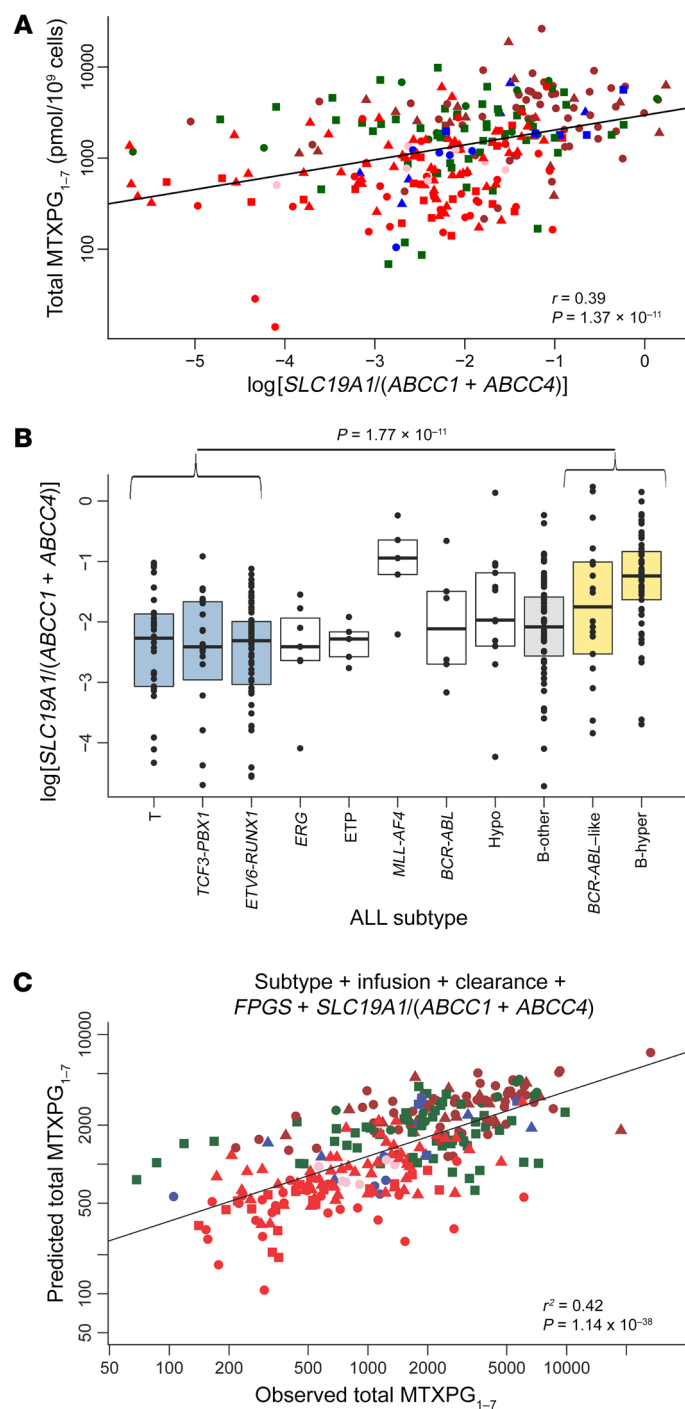 A
Total MTXPG1–7 (pmol/10⁹ cells)
10000
1000
100
r = 0.39
P = 1.37 × 10⁻¹¹
−5 −4 −3 −2 −1 0
log[SLC19A1/(ABCC1 + ABCC4)]
B
P = 1.77 × 10⁻¹¹
log[SLC19A1/(ABCC1 + ABCC4)]
0
−1
−2
−3
−4
T
TCF3-PBX1
ETV6-RUNX1
ERG
ETP
MLL-AF4
BCR-ABL
Hypo
B-other
BCR-ABL–like
B-hyper
ALL subtype
C
Subtype + infusion + clearance +
FPGS + SLC19A1/(ABCC1 + ABCC4)
Predicted total MTXPG1–7
10000
2000
500
100
50
r² = 0.42
P = 1.14 x 10⁻³⁸
50 100 200 500 1000 2000 5000 10000
Observed total MTXPG1–7